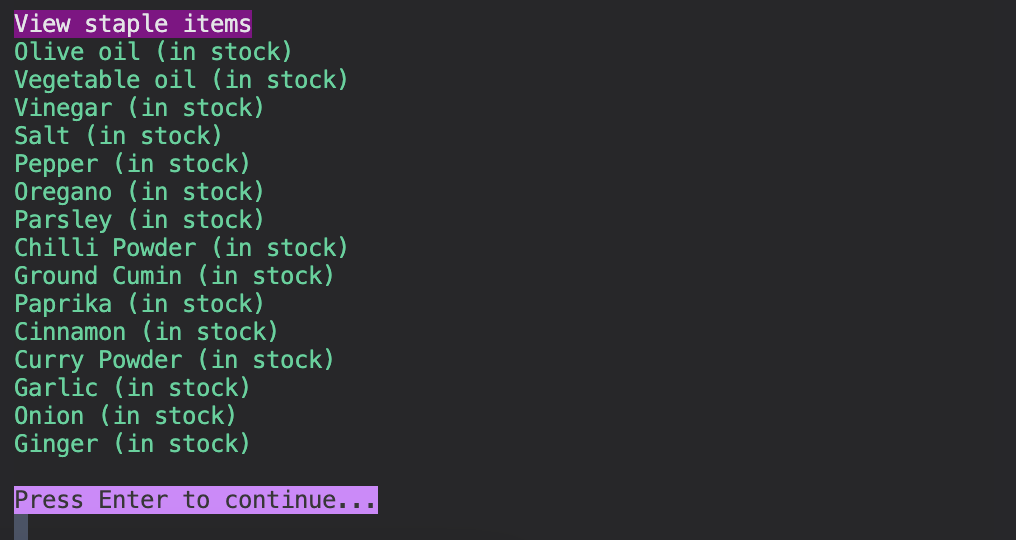 View staple items
Olive oil (in stock)
Vegetable oil (in stock)
Vinegar (in stock)
Salt (in stock)
Pepper (in stock)
Oregano (in stock)
Parsley (in stock)
Chilli Powder (in stock)
Ground Cumin (in stock)
Paprika (in stock)
Cinnamon (in stock)
Curry Powder (in stock)
Garlic (in stock)
Onion (in stock)
Ginger (in stock)
Press Enter to continue...